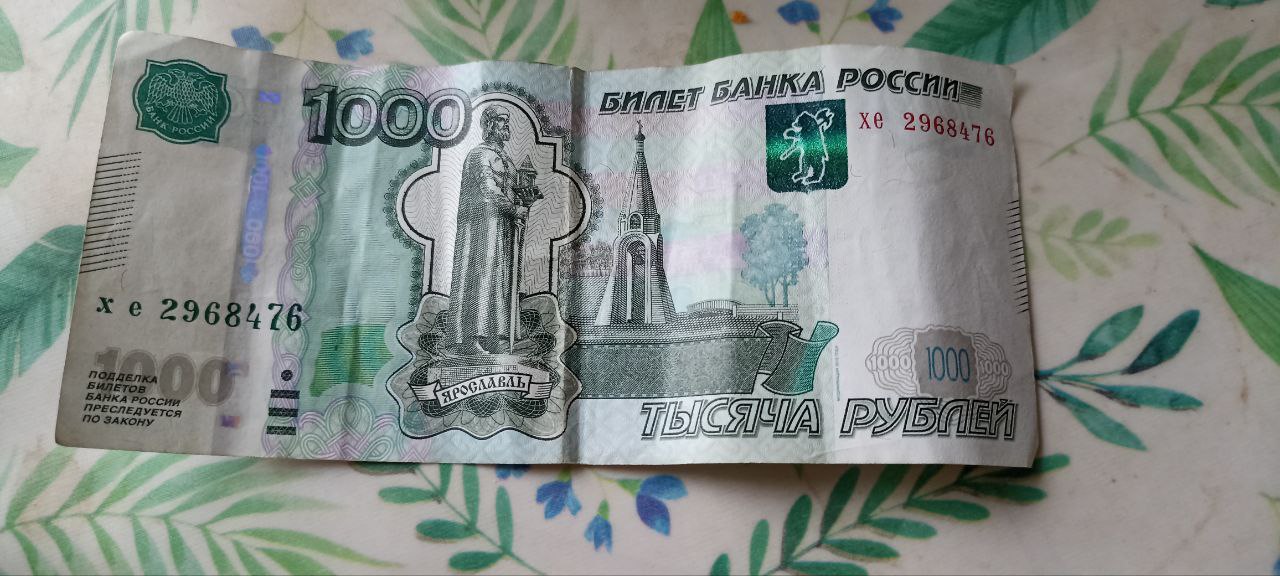 БАНК РОССИИ
1000
БИЛЕТ БАНКА РОССИИ
хе 2968476
хе 2968476
1000
ПОДДЕЛКА
БИЛЕТОВ
БАНКА РОССИИ
ПРЕСЛЕДУЕТСЯ
ПО ЗАКОНУ
ЯРОСЛАВЛЬ
1000 1000 1000
ТЫСЯЧА РУБЛЕЙ